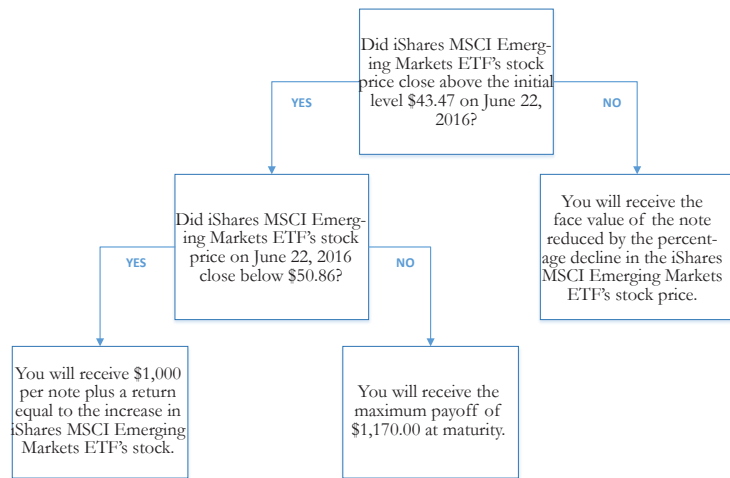 Did iShares MSCI Emerg-
ing Markets ETF's stock
price close above the initial
level $43.47 on June 22,
2016?
YES
NO
Did iShares MSCI Emerg-
ing Markets ETF's stock
price on June 22, 2016
close below $50.86?
You will receive the
face value of the note
reduced by the percent-
age decline in the iShares
MSCI Emerging Markets
ETF's stock price.
YES
NO
You will receive $1,000
per note plus a return
equal to the increase in
iShares MSCI Emerging
Markets ETF's stock.
You will receive the
maximum payoff of
$1,170.00 at maturity.